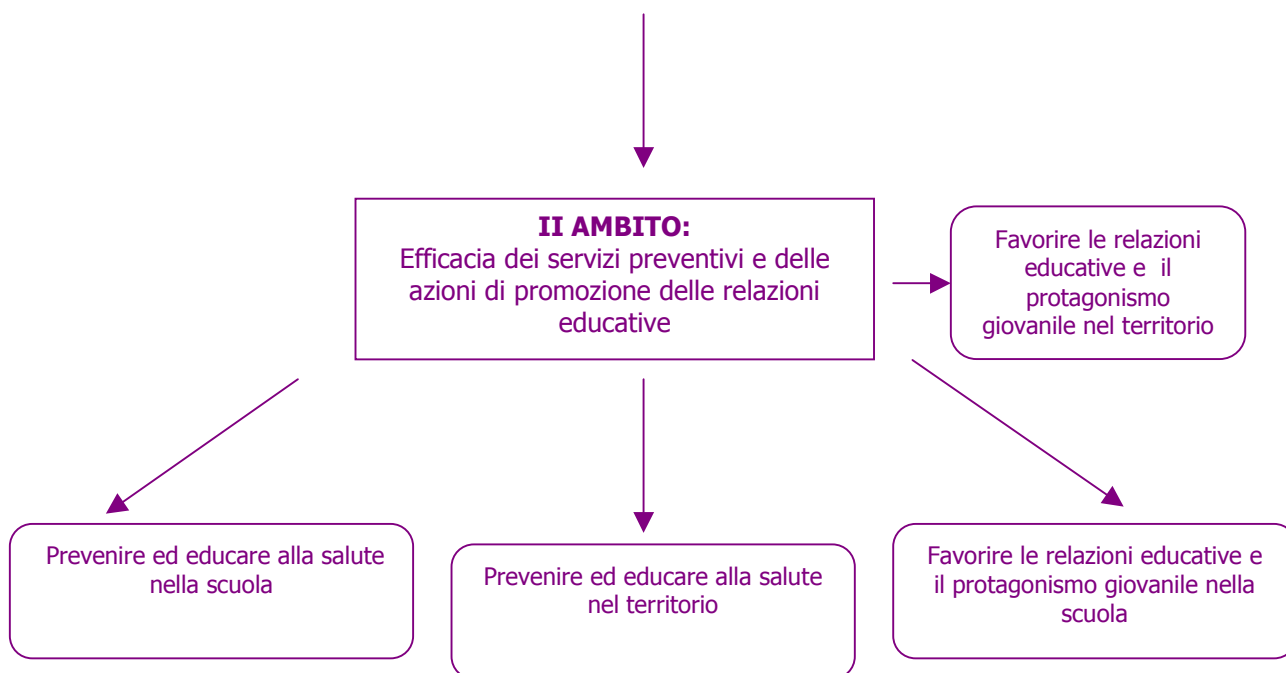 II AMBITO:
Efficacia dei servizi preventivi e delle
azioni di promozione delle relazioni
educative
Favorire le relazioni
educative e  il
protagonismo
giovanile nel territorio
Prevenire ed educare alla salute
nella scuola
Prevenire ed educare alla salute
nel territorio
Favorire le relazioni educative e
il protagonismo giovanile nella
scuola